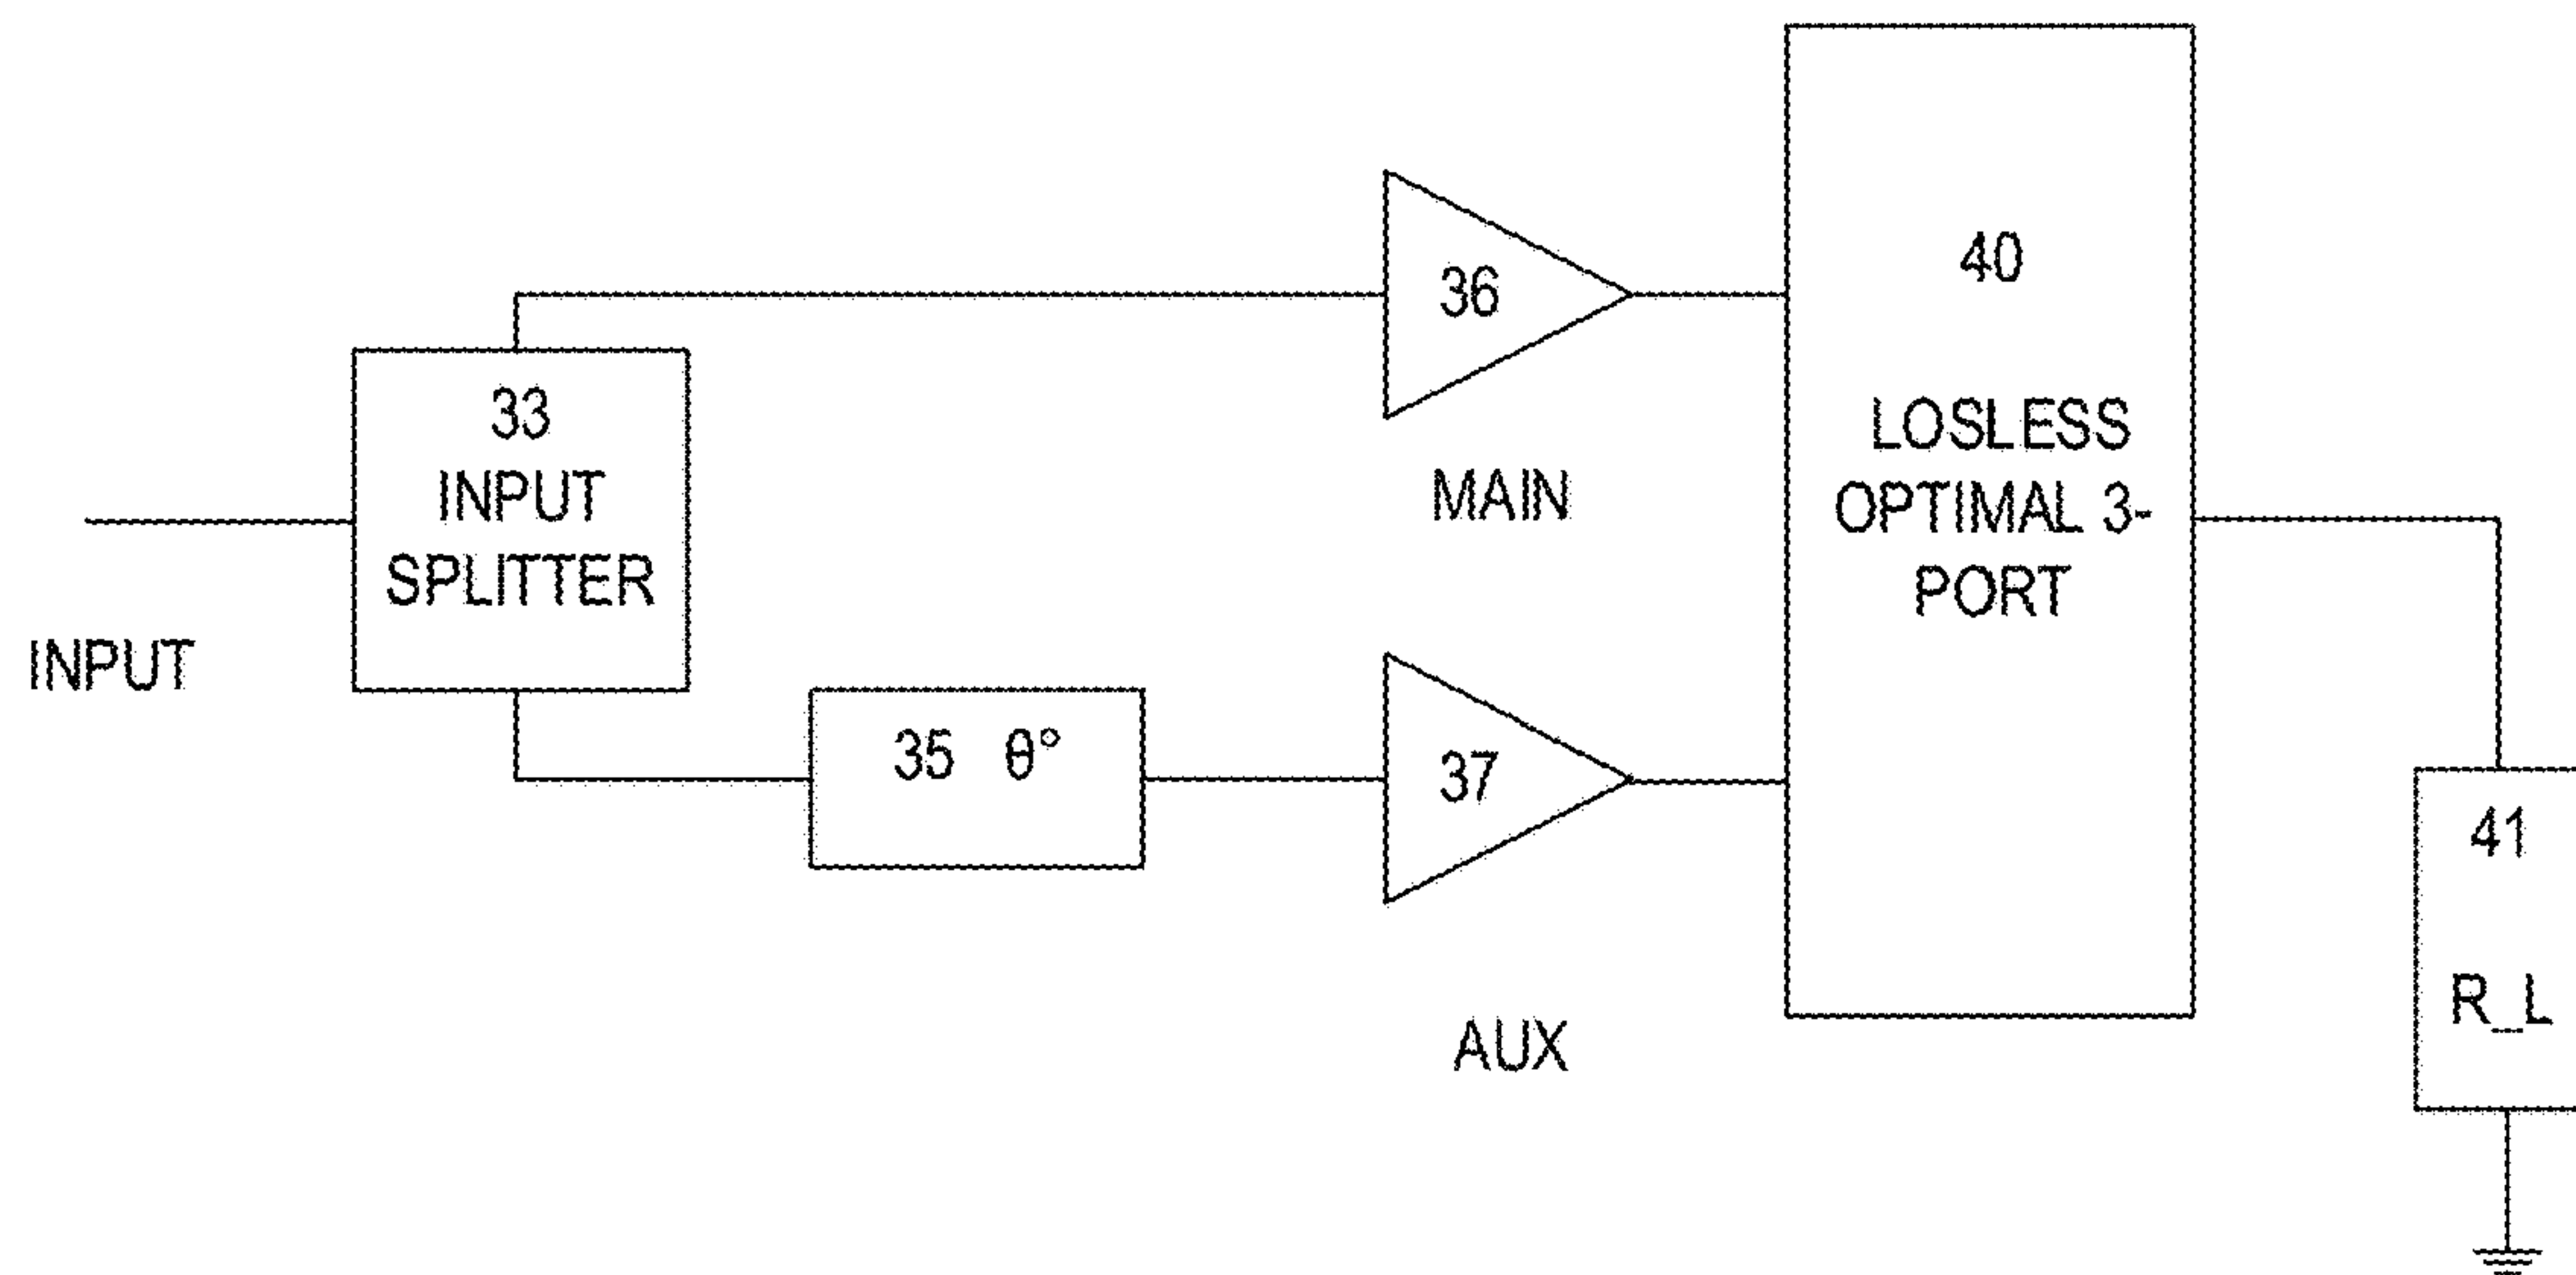 INPUT
33
INPUT
SPLITTER
35 θ°
36
MAIN
37
AUX
40
LOSLESS
OPTIMAL 3-
PORT
41
R_L